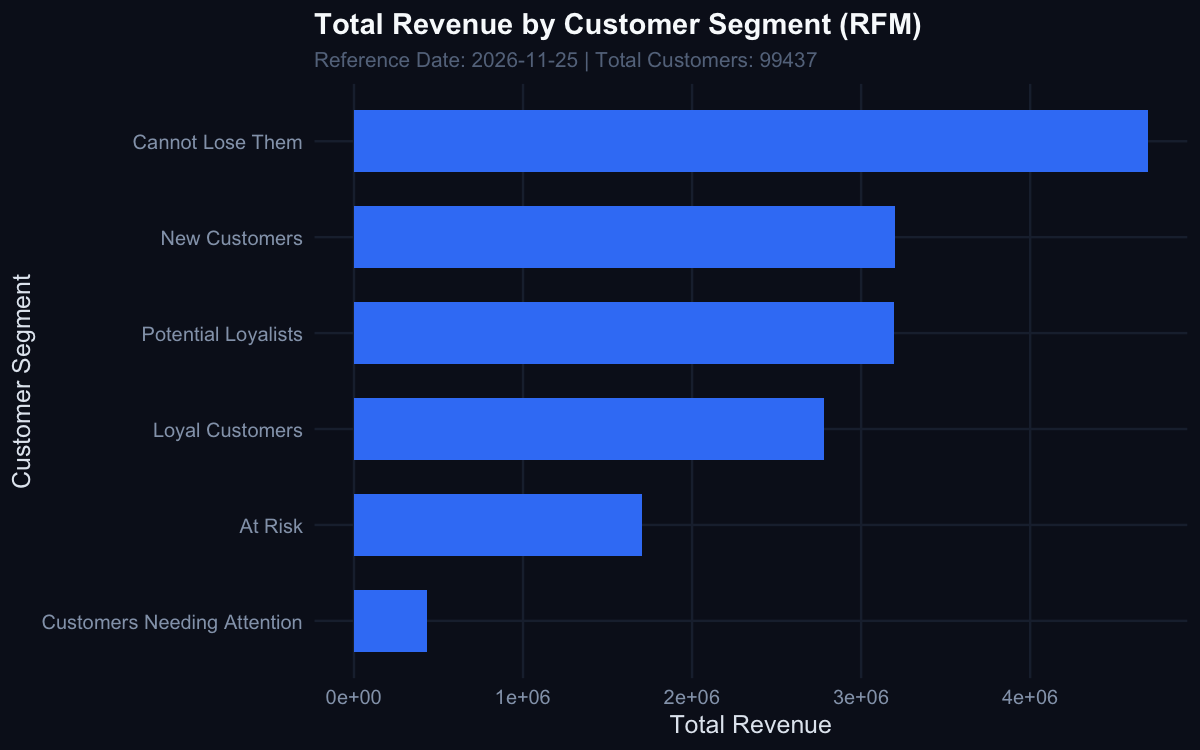 Total Revenue by Customer Segment (RFM)
Reference Date: 2026-11-25 | Total Customers: 99437
Customer Segment
Cannot Lose Them
New Customers
Potential Loyalists
Loyal Customers
At Risk
Customers Needing Attention
0e+00 1e+06 2e+06 3e+06 4e+06
Total Revenue